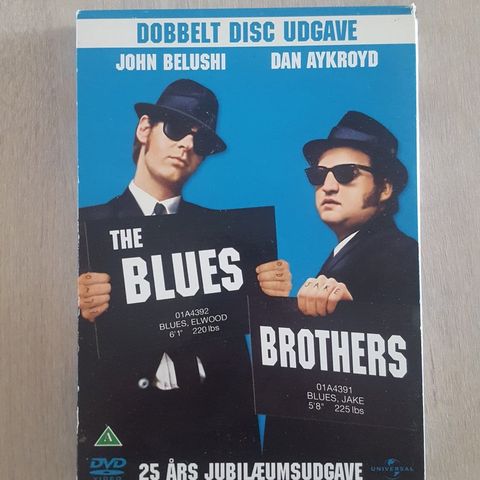 DOBBELT DISC UDGAVE
JOHN BELUSHI DAN AYKROYD
THE
BLUES
01A4392
BLUES, ELWOOD
6'1" 220 lbs
BROTHERS
01A4391
BLUES, JAKE
5'8" 225 lbs
A
DVD
VIDEO
25 ÅRS JUBILÆUMSUDGAVE
UNIVERSAL